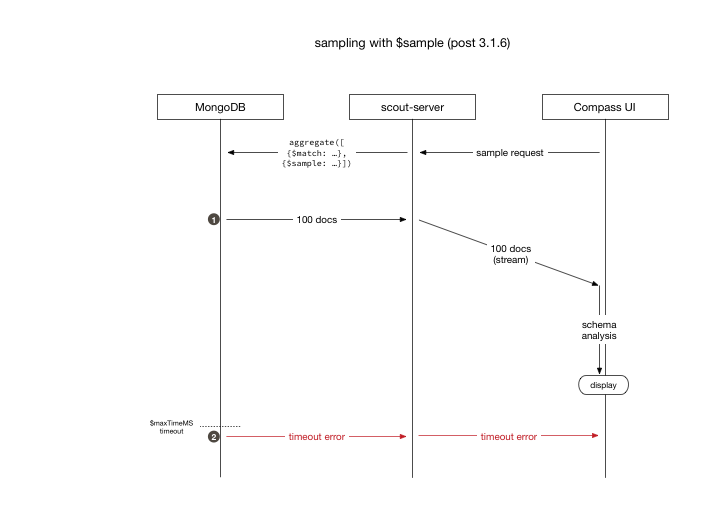 sampling with $sample (post 3.1.6)
MongoDB
scout-server
Compass UI
aggregate([
{$match: …},
{$sample: …}])
sample request
1
100 docs
100 docs
(stream)
schema
analysis
display
$maxTimeMS
timeout
2
timeout error
timeout error